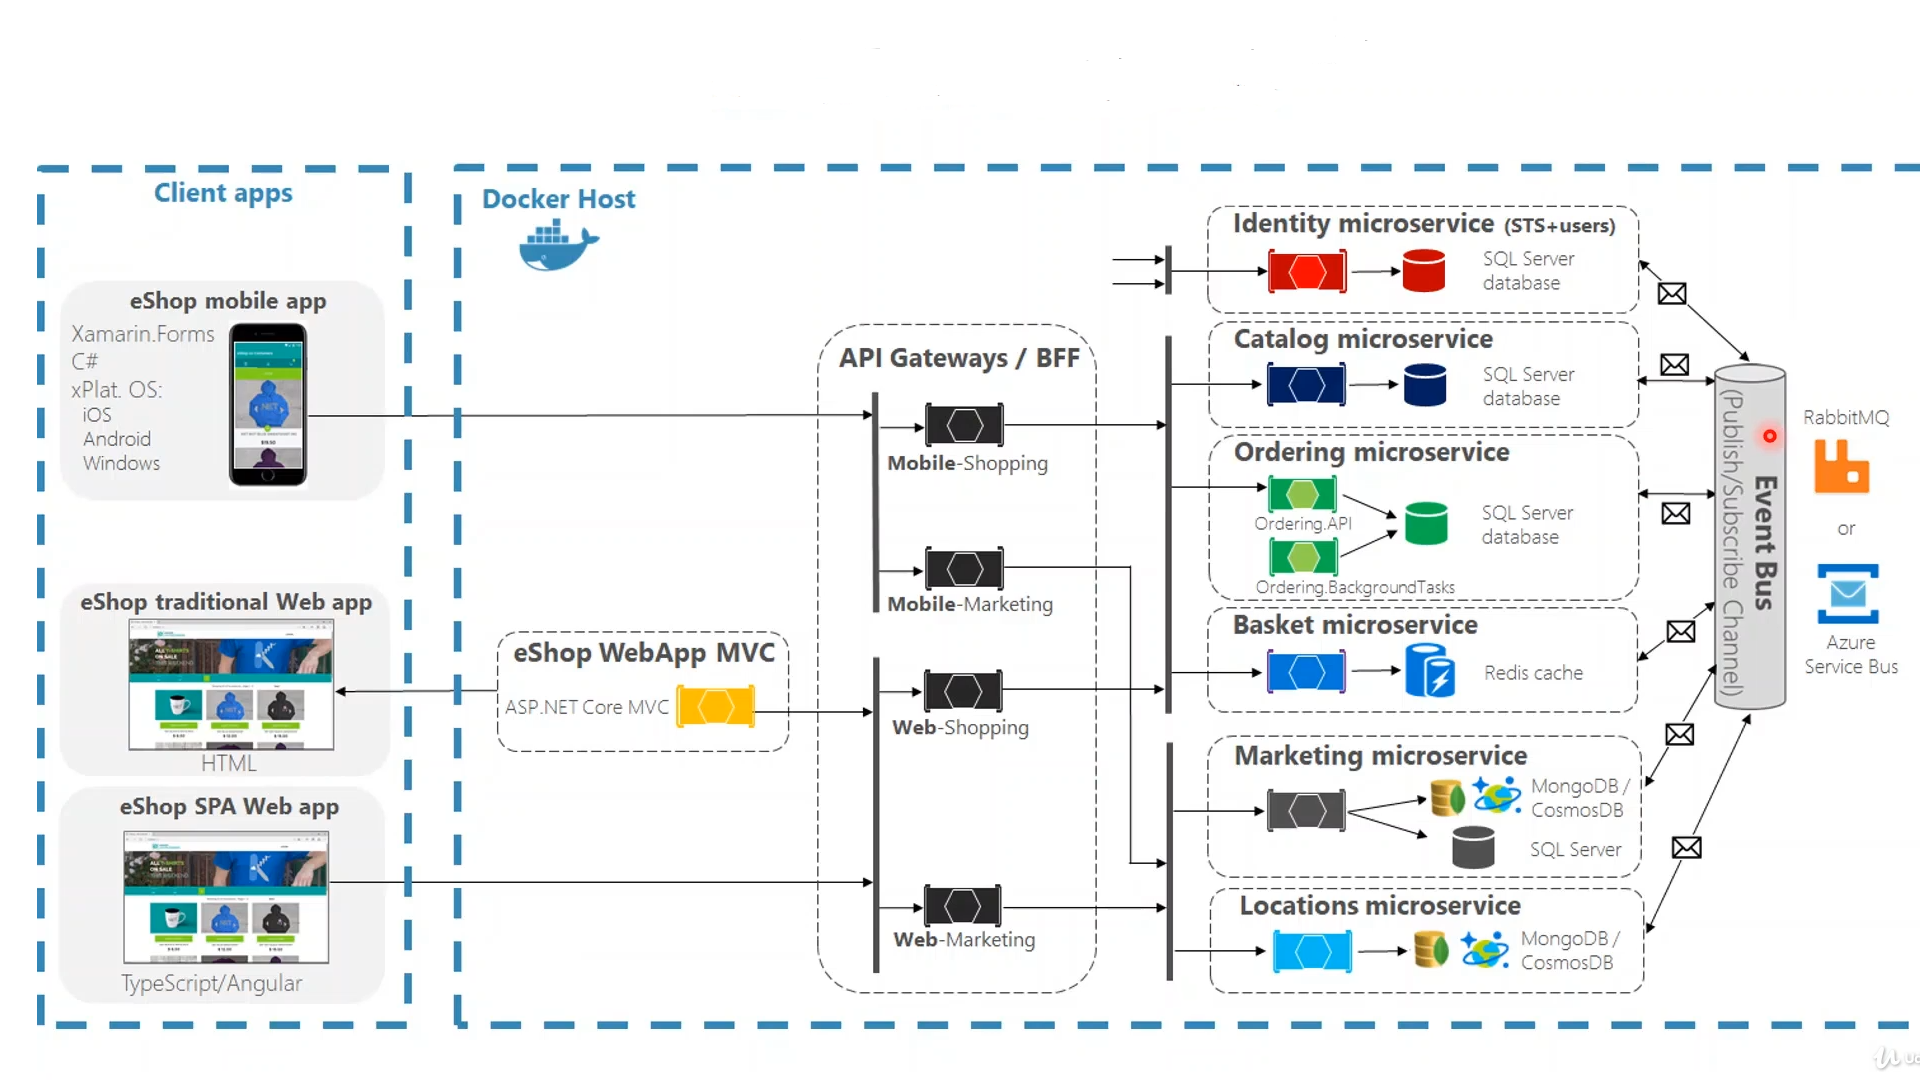 Client apps
eShop mobile app
Xamarin.Forms
C#
xPlat. OS:
iOS
Android
Windows
eShop traditional Web app
HTML
eShop SPA Web app
TypeScript/Angular
Docker Host
eShop WebApp MVC
ASP.NET Core MVC
API Gateways / BFF
Mobile-Shopping
Mobile-Marketing
Web-Shopping
Web-Marketing
Identity microservice (STS+users)
SQL Server
database
Catalog microservice
SQL Server
database
Ordering microservice
Ordering.API
Ordering.BackgroundTasks
SQL Server
database
Basket microservice
Redis cache
Marketing microservice
MongoDB /
CosmosDB
SQL Server
Locations microservice
MongoDB /
CosmosDB
Event Bus
(Publish/Subscribe Channel)
RabbitMQ
or
Azure
Service Bus